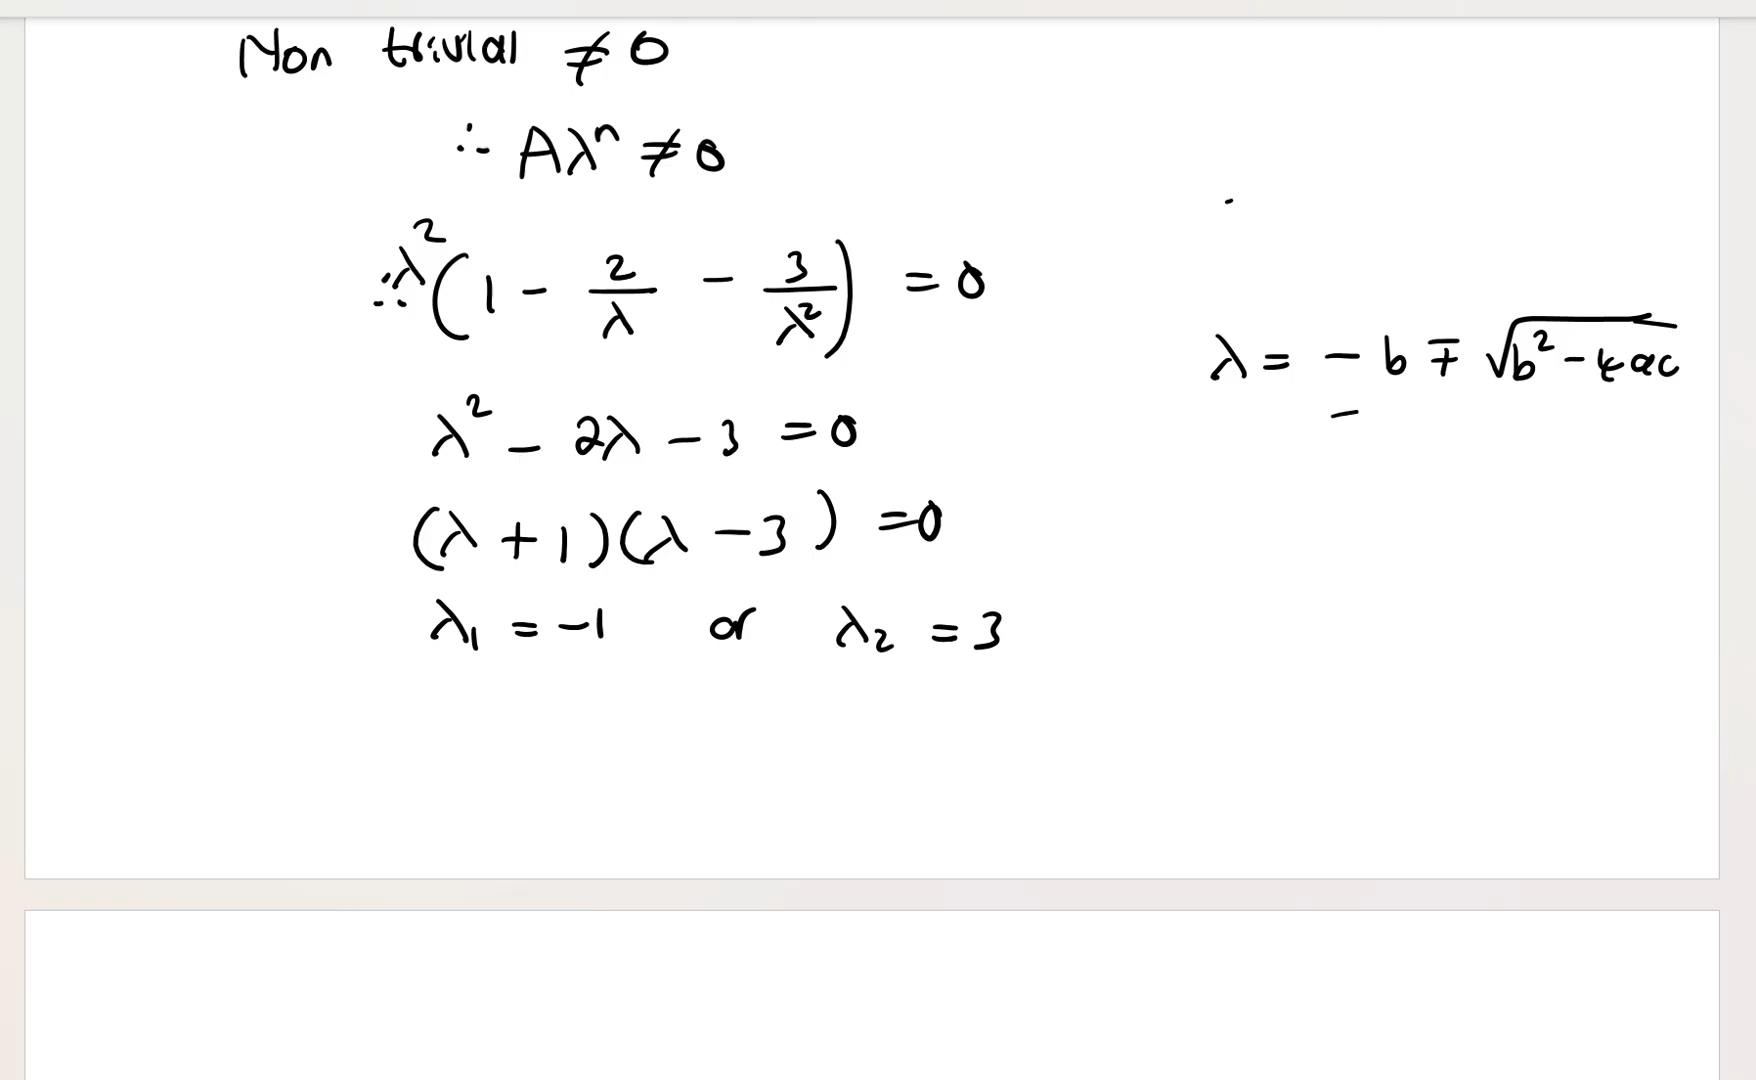 Non trivial ≠ 0
∴ Aλⁿ ≠ 0
∴ λ²(1 - 2/λ - 3/λ²) = 0
λ = - b ∓ √b² - 4ac
λ² - 2λ - 3 = 0
(λ + 1)(λ - 3) = 0
λ₁ = -1 or λ₂ = 3